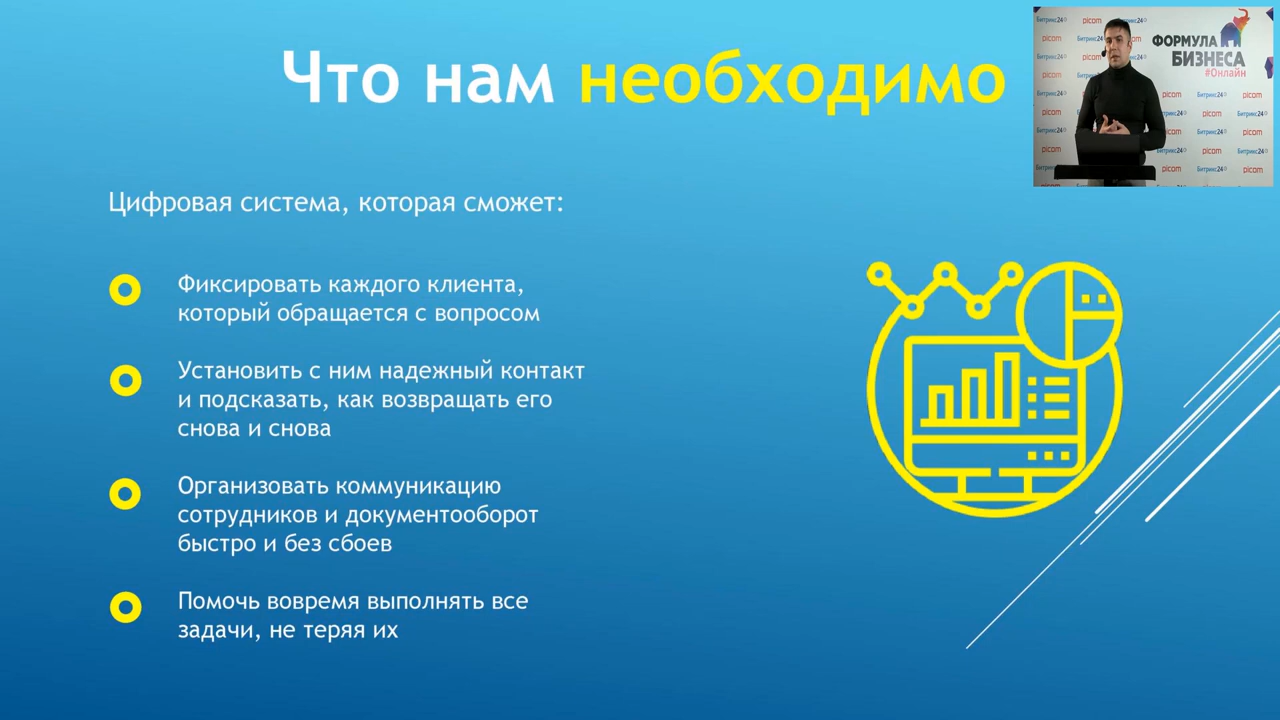 Что нам необходимо
Цифровая система, которая сможет:
Фиксировать каждого клиента,
который обращается с вопросом
Установить с ним надежный контакт
и подсказать, как возвращать его
снова и снова
Организовать коммуникацию
сотрудников и документооборот
быстро и без сбоев
Помочь вовремя выполнять все
задачи, не теряя их
ФОРМУЛА
БИЗНЕСА
#Онлайн
Битрикс24
picom